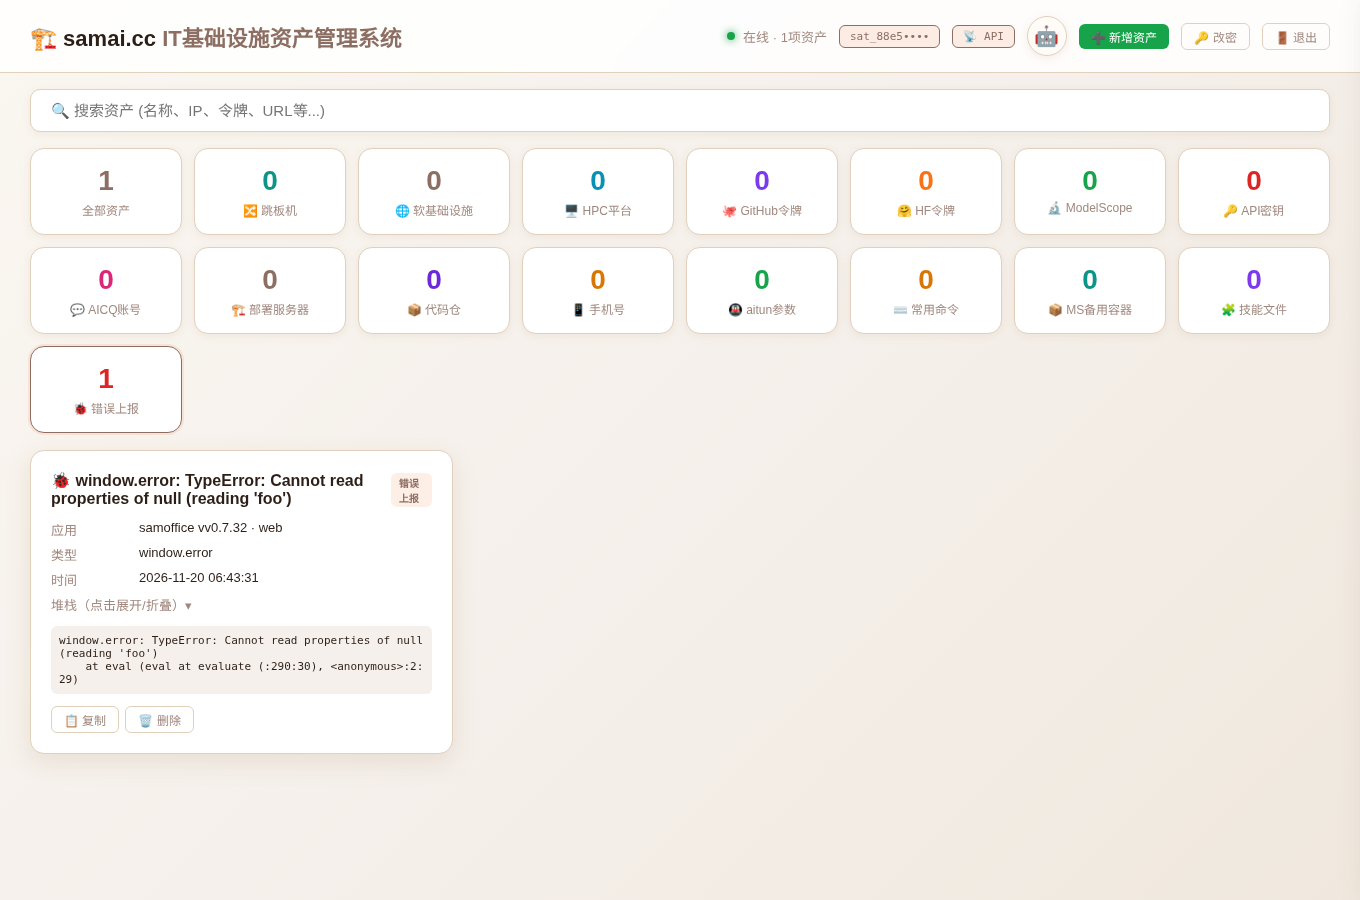 samai.cc IT基础设施资产管理系统
在线 · 1项资产
sat_88e5••••
API
新增资产
改密
退出
搜索资产 (名称、IP、令牌、URL等...)
1
全部资产
0
跳板机
0
软基础设施
0
HPC平台
0
GitHub令牌
0
HF令牌
0
ModelScope
0
API密钥
0
AICQ账号
0
部署服务器
0
代码仓
0
手机号
0
aitun参数
0
常用命令
0
MS备用容器
0
技能文件
1
错误上报
window.error: TypeError: Cannot read
properties of null (reading 'foo')
错误
上报
应用 samoffice vv0.7.32 · web
类型 window.error
时间 2026-11-20 06:43:31
堆栈（点击展开/折叠）▾
window.error: TypeError: Cannot read properties of null
(reading 'foo')
at eval (eval at evaluate (:290:30), <anonymous>:2:
29)
复制
删除